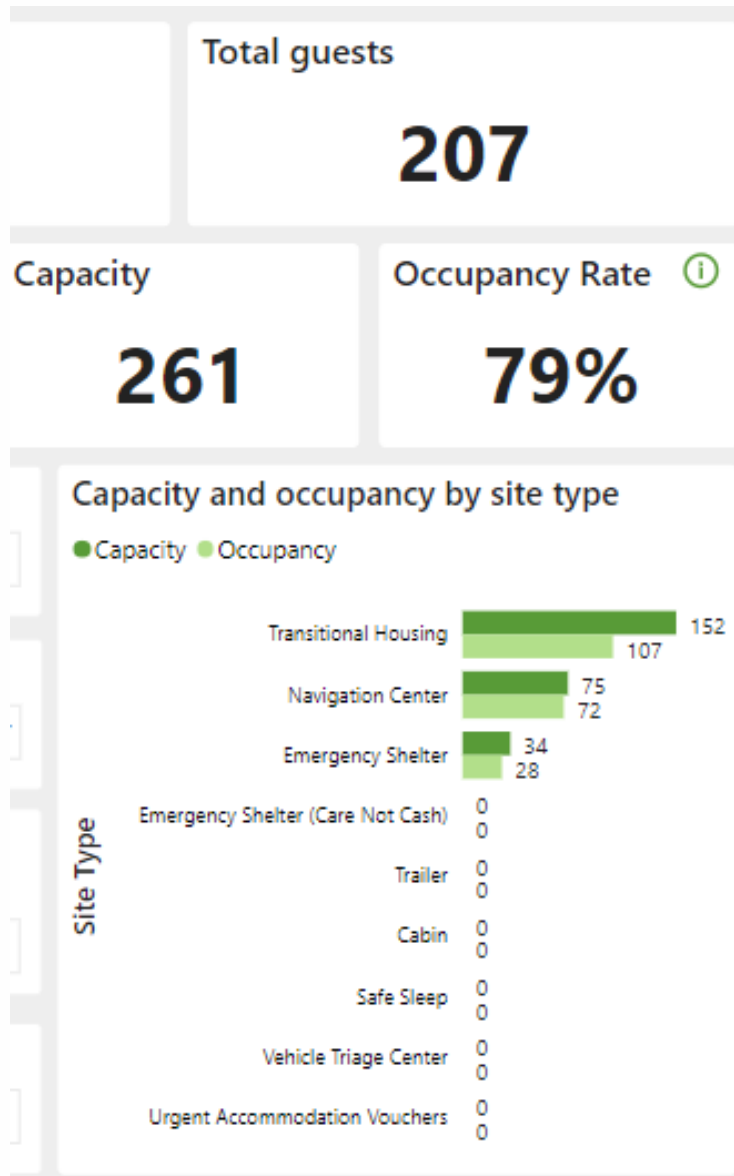 Total guests
207
Capacity
261
Occupancy Rate
79%
Capacity and occupancy by site type
Capacity Occupancy
Site Type
Transitional Housing 152
107
Navigation Center 75
72
Emergency Shelter 34
28
Emergency Shelter (Care Not Cash) 0
0
Trailer 0
0
Cabin 0
0
Safe Sleep 0
0
Vehicle Triage Center 0
0
Urgent Accommodation Vouchers 0
0